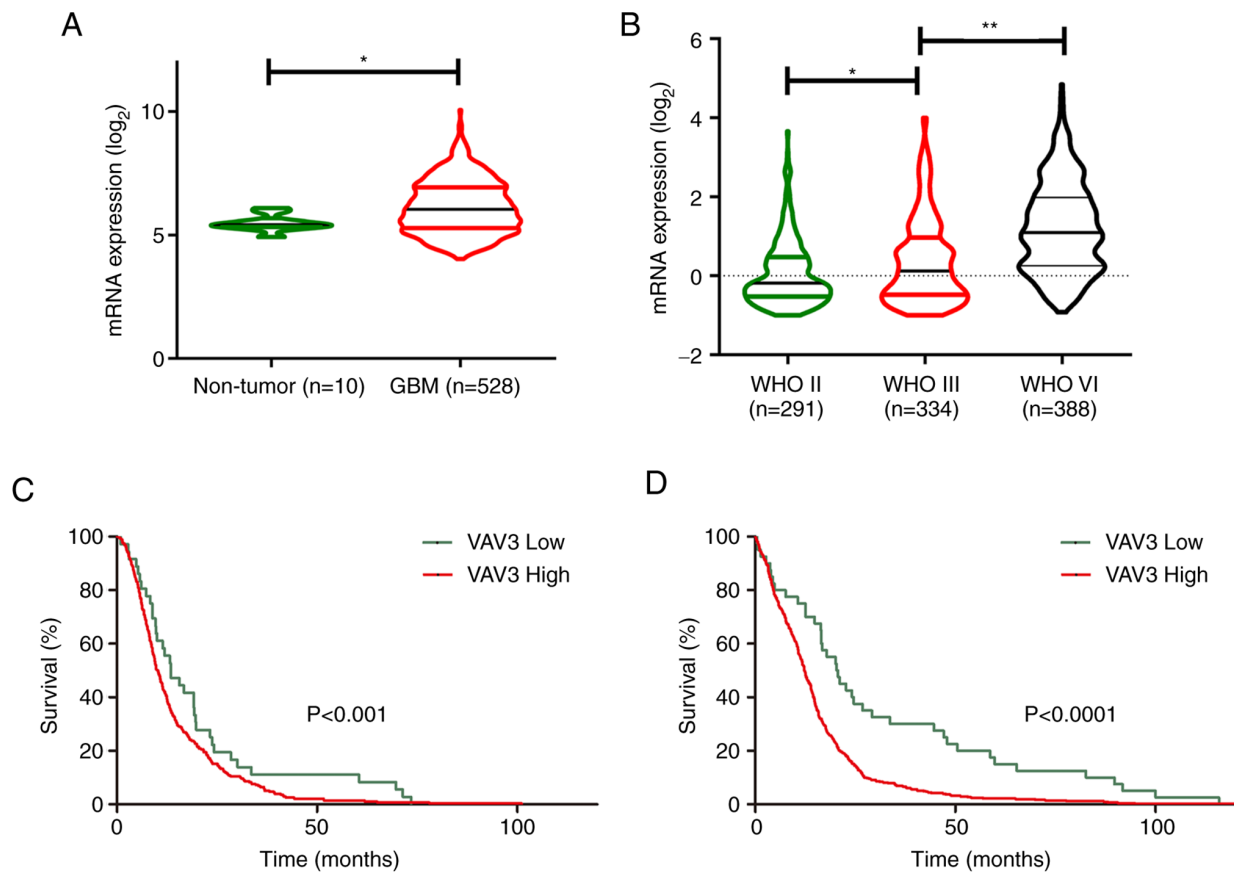 A
*
mRNA expression (log2)
10
5
0
Non-tumor (n=10) GBM (n=528)
B
**
*
mRNA expression (log2)
6
4
2
0
−2
WHO II WHO III WHO VI
(n=291) (n=334) (n=388)
C
VAV3 Low
VAV3 High
P<0.001
Survival (%)
100
80
60
40
20
0
0 50 100
Time (months)
D
VAV3 Low
VAV3 High
P<0.0001
Survival (%)
100
80
60
40
20
0
0 50 100
Time (months)